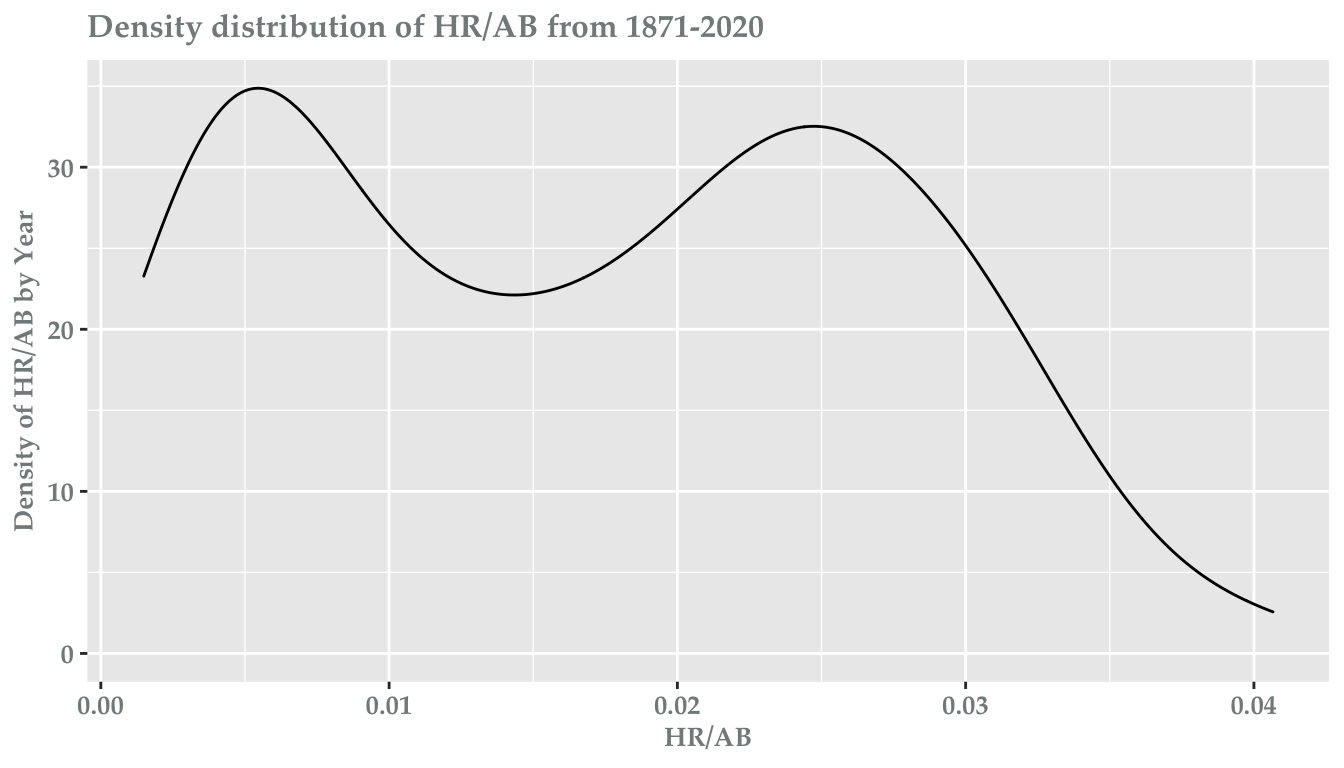 Density distribution of HR/AB from 1871-2020
Density of HR/AB by Year
30
20
10
0
0.00 0.01 0.02 0.03 0.04
HR/AB